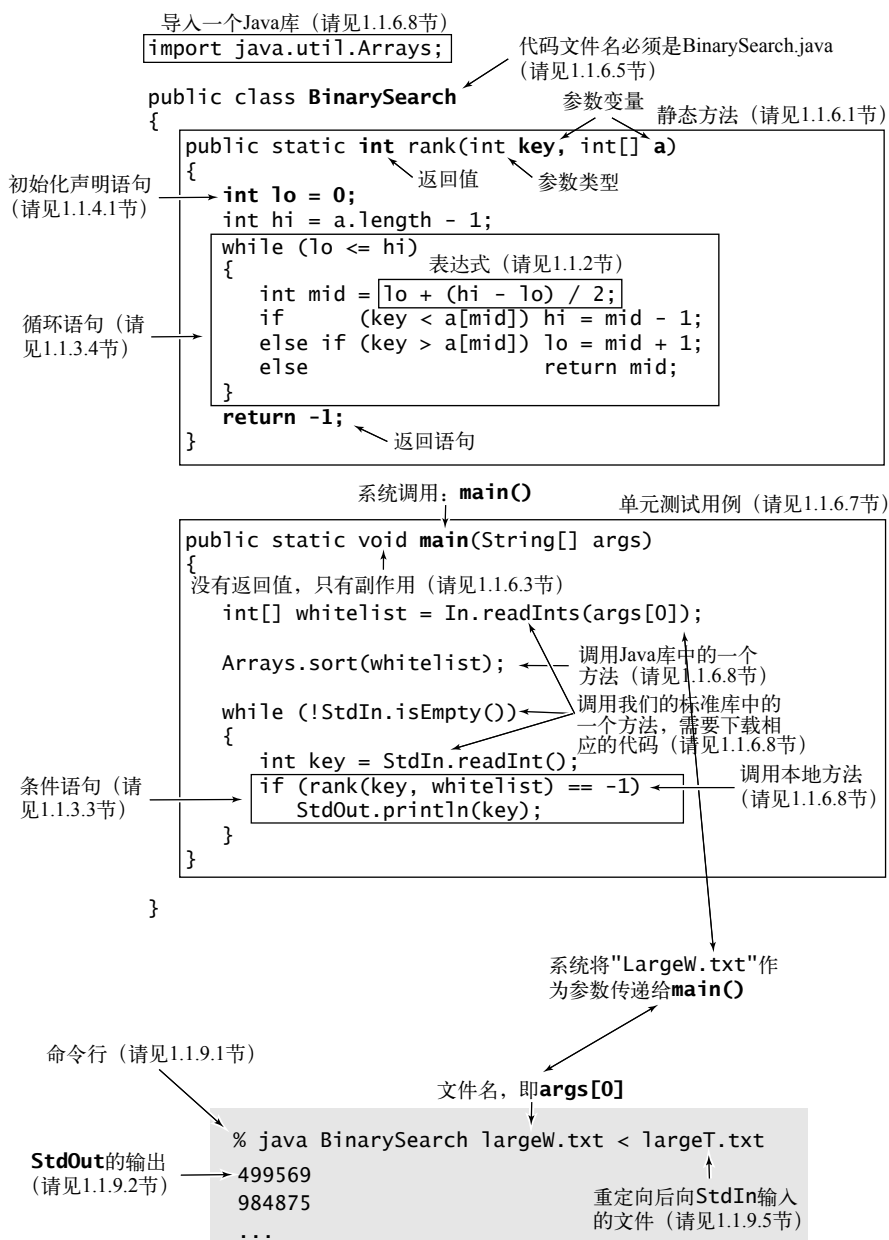 导入一个Java库（请见1.1.6.8节）
import java.util.Arrays;
代码文件名必须是BinarySearch.java
（请见1.1.6.5节）
public class BinarySearch
参数变量
静态方法（请见1.1.6.1节）
{
public static int rank(int key, int[] a)
{
返回值
参数类型
初始化声明语句
（请见1.1.4.1节）
int lo = 0;
int hi = a.length - 1;
while (lo <= hi)
{
表达式（请见1.1.2节）
int mid = lo + (hi - lo) / 2;
循环语句（请
见1.1.3.4节）
if (key < a[mid]) hi = mid - 1;
else if (key > a[mid]) lo = mid + 1;
else return mid;
}
return -1;
返回语句
}
系统调用：main()
单元测试用例（请见1.1.6.7节）
public static void main(String[] args)
{
没有返回值，只有副作用（请见1.1.6.3节）
int[] whitelist = In.readInts(args[0]);
Arrays.sort(whitelist);
调用Java库中的一个
方法（请见1.1.6.8节）
while (!StdIn.isEmpty())
调用我们的标准库中的
一个方法，需要下载相
应的代码（请见1.1.6.8节）
{
int key = StdIn.readInt();
条件语句（请
见1.1.3.3节）
if (rank(key, whitelist) == -1)
StdOut.println(key);
调用本地方法
（请见1.1.6.8节）
}
}
}
系统将"LargeW.txt"作
为参数传递给main()
命令行（请见1.1.9.1节）
文件名，即args[0]
% java BinarySearch largeW.txt < largeT.txt
StdOut的输出
（请见1.1.9.2节）
499569
984875
...
重定向后向StdIn输入
的文件（请见1.1.9.5节）